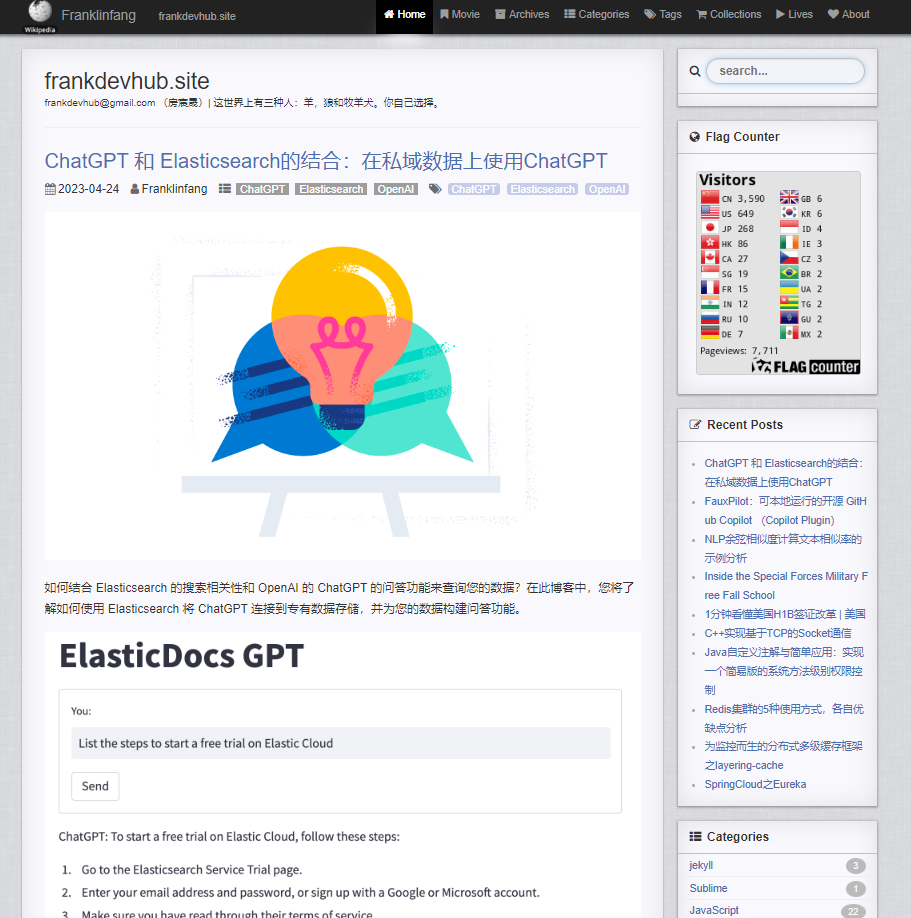 Wikipedia
Franklinfang
frankdevhub.site
Home
Movie
Archives
Categories
Tags
Collections
Lives
About
frankdevhub.site
frankdevhub@gmail.com （房宸晟）| 这世界上有三种人：羊，狼和牧羊犬。你自己选择。
ChatGPT 和 Elasticsearch的结合：在私域数据上使用ChatGPT
2023-04-24 Franklinfang ChatGPT Elasticsearch OpenAI ChatGPT Elasticsearch OpenAI
如何结合 Elasticsearch 的搜索相关性和 OpenAI 的 ChatGPT 的问答功能来查询您的数据？在此博客中，您将了
解如何使用 Elasticsearch 将 ChatGPT 连接到专有数据存储，并为您的数据构建问答功能。
ElasticDocs GPT
You:
List the steps to start a free trial on Elastic Cloud
Send
ChatGPT: To start a free trial on Elastic Cloud, follow these steps:
1. Go to the Elasticsearch Service Trial page.
2. Enter your email address and password, or sign up with a Google or Microsoft account.
3. Make sure you have read through their terms of service
search...
Flag Counter
Visitors
CN 3,590 GB 6
US 649 KR 6
JP 268 ID 4
HK 86 IE 3
CA 27 CZ 3
SG 19 BR 2
FR 15 UA 2
IN 12 TG 2
RU 10 GU 2
DE 7 MX 2
Pageviews: 7,711
FLAG counter
Recent Posts
ChatGPT 和 Elasticsearch的结合：
在私域数据上使用ChatGPT
FauxPilot：可本地运行的开源 GitH
ub Copilot （Copilot Plugin）
NLP余弦相似度计算文本相似率的
示例分析
Inside the Special Forces Military F
ree Fall School
1分钟看懂美国H1B签证改革 | 美国
C++实现基于TCP的Socket通信
Java自定义注解与简单应用：实现
一个简易版的系统方法级别权限控
制
Redis集群的5种使用方式，各自优
缺点分析
为监控而生的分布式多级缓存框架
之layering-cache
SpringCloud之Eureka
Categories
jekyll 3
Sublime 1
JavaScript 22